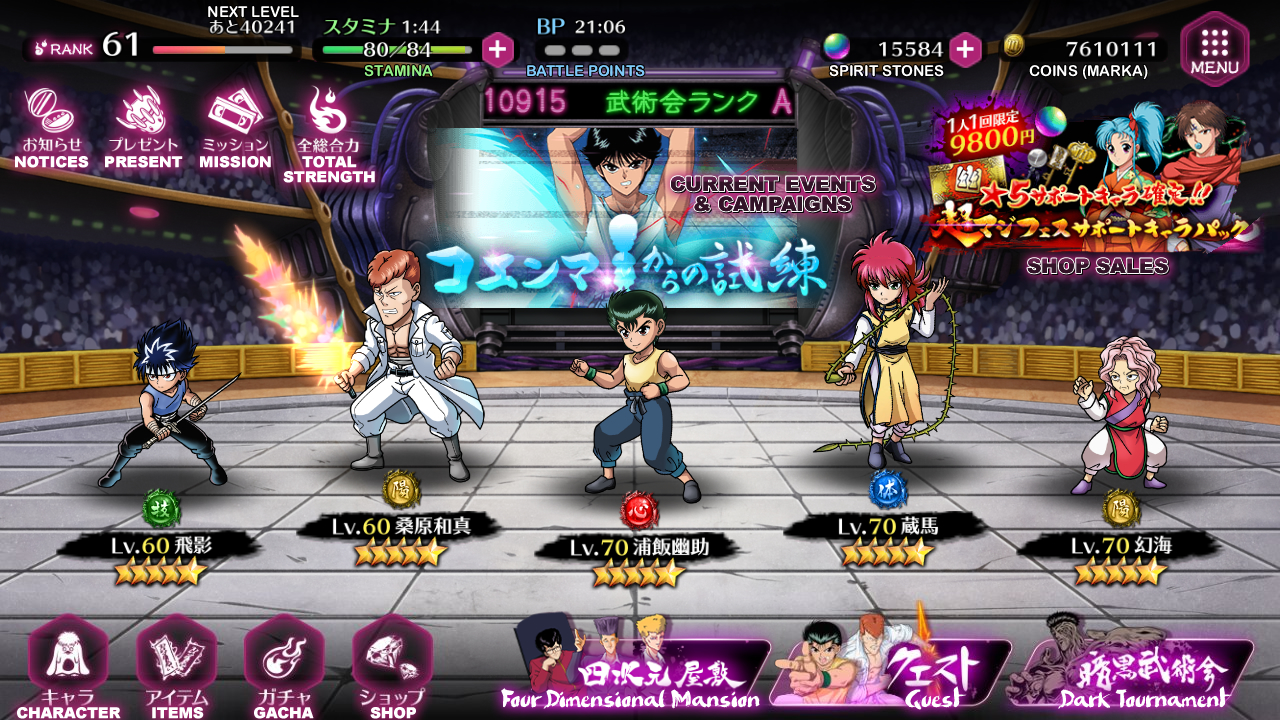 NEXT LEVEL
あと40241
RANK 61
スタミナ 1:44
80/84
STAMINA
BP 21:06
BATTLE POINTS
15584
SPIRIT STONES
7610111
COINS (MARKA)
MENU
お知らせ
NOTICES
プレゼント
PRESENT
ミッション
MISSION
全総合力
TOTAL
STRENGTH
10915 武術会ランク A
CURRENT EVENTS
& CAMPAIGNS
コエンマからの試練
1人1回限定
9800円
★5サポートキャラ確定!!
超マジフェスサポートキャラパック
SHOP SALES
技
Lv.60 飛影
陽
Lv.60 桑原和真
心
Lv.70 浦飯幽助
体
Lv.70 蔵馬
陽
Lv.70 幻海
キャラ
CHARACTER
アイテム
ITEMS
ガチャ
GACHA
ショップ
SHOP
四次元屋敷
Four Dimensional Mansion
クエスト
Quest
暗黒武術会
Dark Tournament